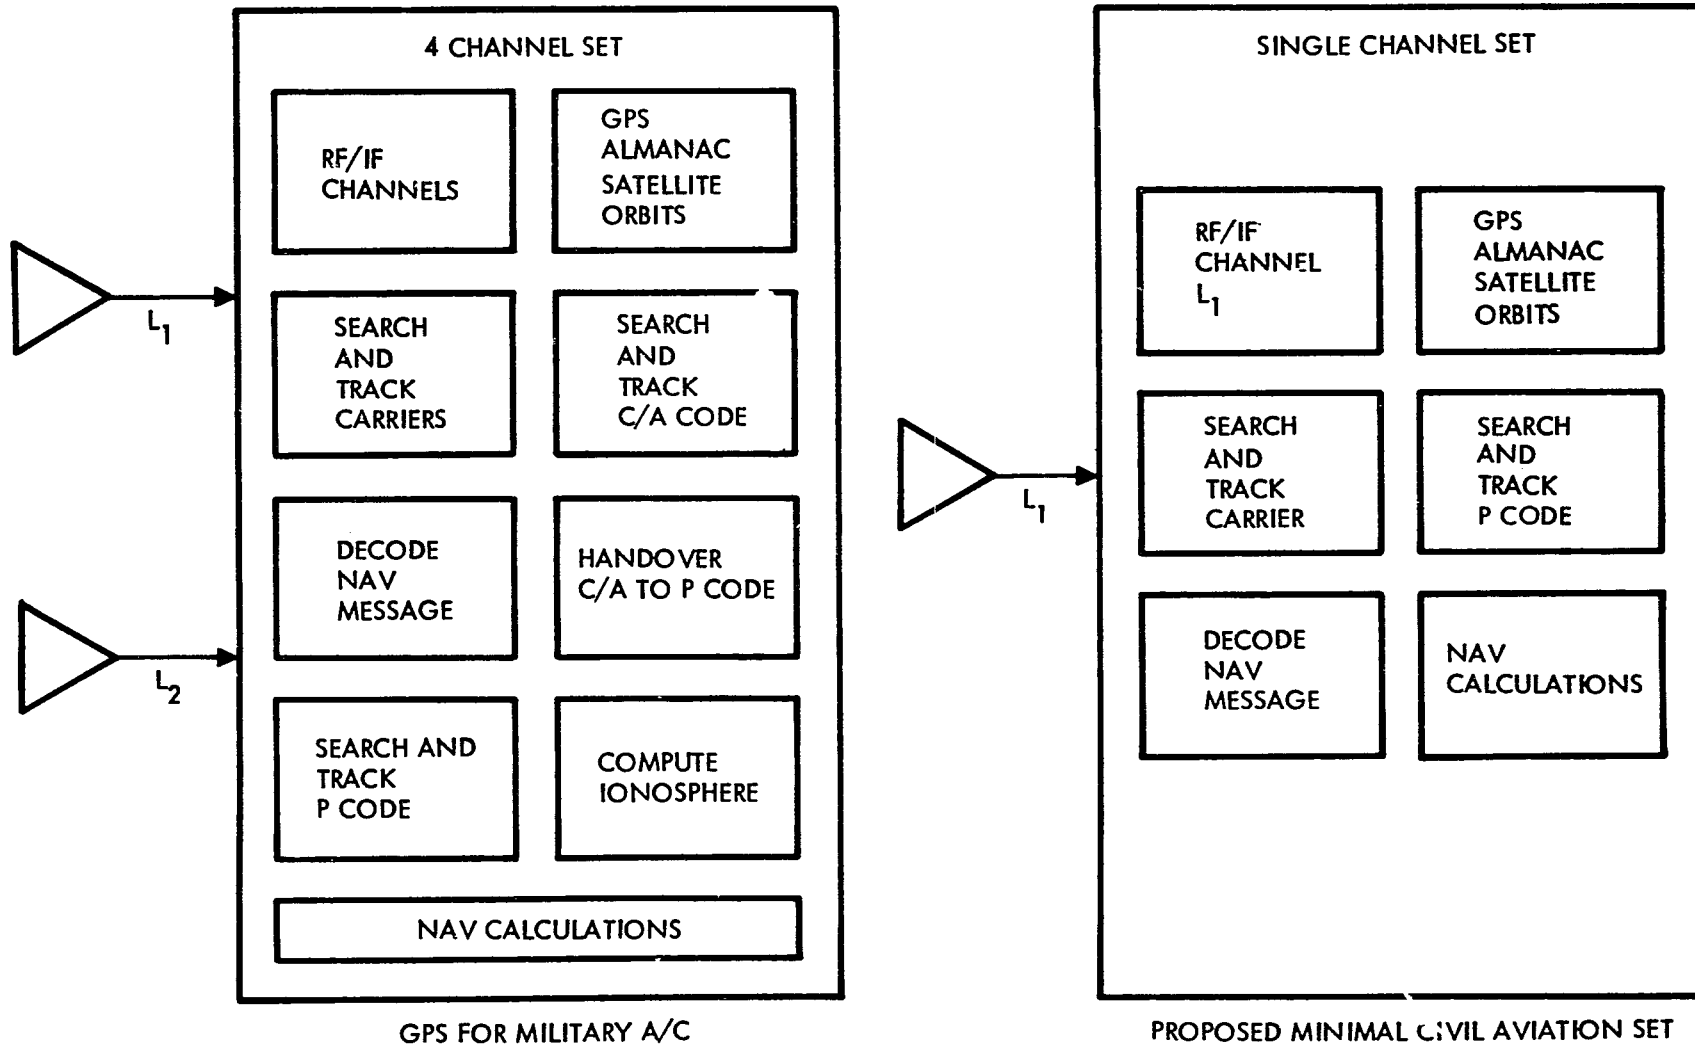 4 CHANNEL SET
RF/IF
CHANNELS
GPS
ALMANAC
SATELLITE
ORBITS
L1
SEARCH
AND
TRACK
CARRIERS
SEARCH
AND
TRACK
C/A CODE
DECODE
NAV
MESSAGE
HANDOVER
C/A TO P CODE
L2
SEARCH AND
TRACK
P CODE
COMPUTE
IONOSPHERE
NAV CALCULATIONS
GPS FOR MILITARY A/C
SINGLE CHANNEL SET
RF/IF
CHANNEL
L1
GPS
ALMANAC
SATELLITE
ORBITS
L1
SEARCH
AND
TRACK
CARRIER
SEARCH
AND
TRACK
P CODE
DECODE
NAV
MESSAGE
NAV
CALCULATIONS
PROPOSED MINIMAL CIVIL AVIATION SET